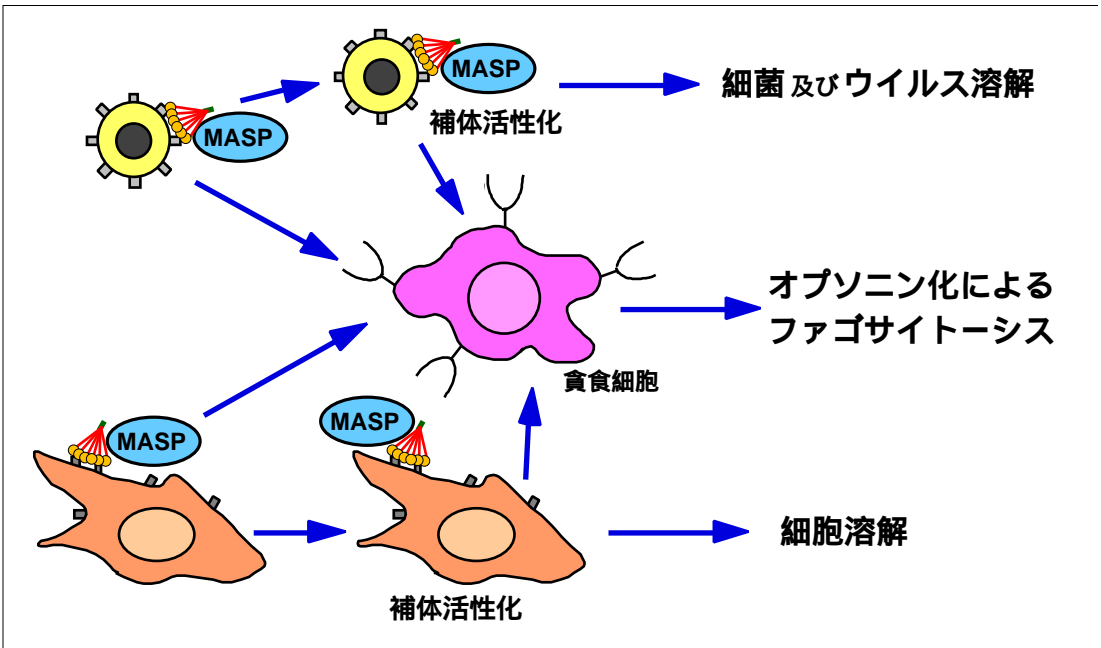 MASP
補体活性化
細菌 及び ウイルス溶解
MASP
オプソニン化による
ファゴサイトーシス
貪食細胞
MASP
MASP
細胞溶解
補体活性化